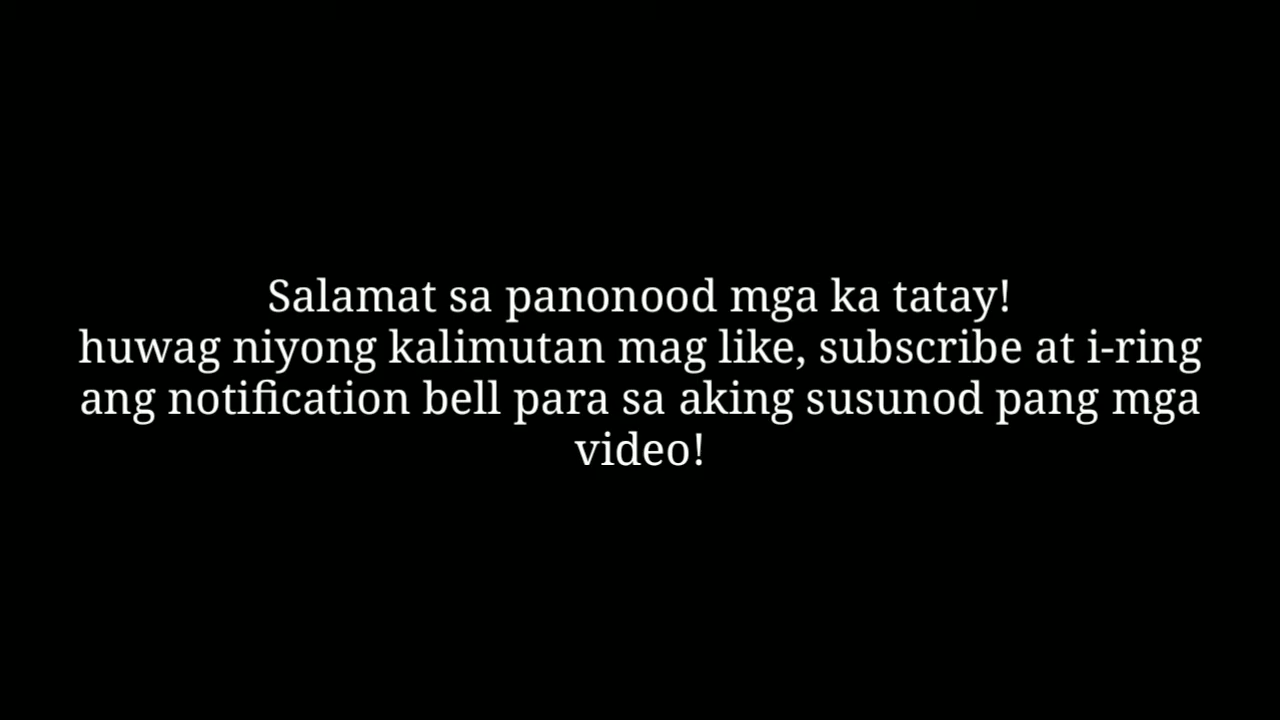 Salamat sa panonood mga ka tatay!
huwag niyong kalimutan mag like, subscribe at i-ring
ang notification bell para sa aking susunod pang mga
video!